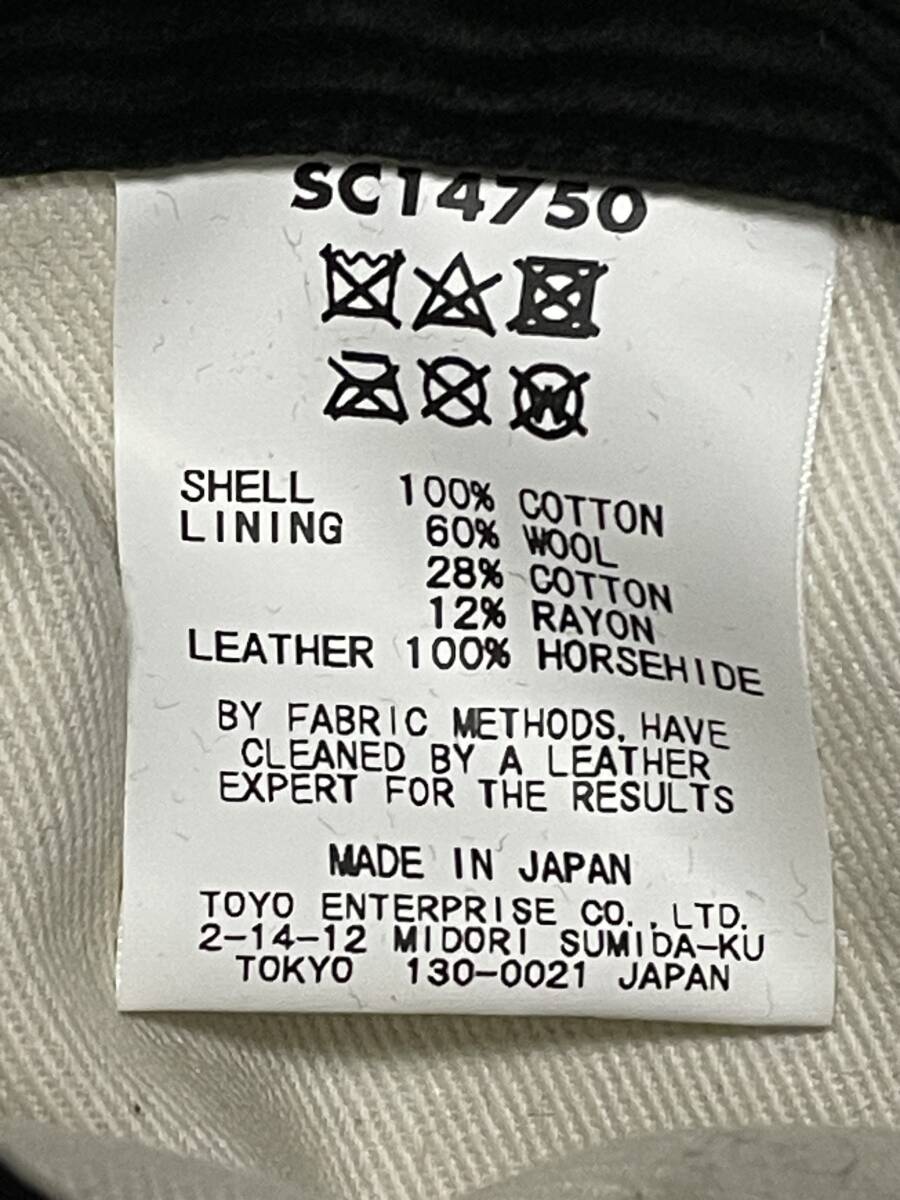 SC14750
W
SHELL 100% COTTON
LINING 60% WOOL
28% COTTON
12% RAYON
LEATHER 100% HORSEHIDE
BY FABRIC METHODS, HAVE
CLEANED BY A LEATHER
EXPERT FOR THE RESULTS
MADE IN JAPAN
TOYO ENTERPRISE CO.,LTD.
2-14-12 MIDORI SUMIDA-KU
TOKYO 130-0021 JAPAN